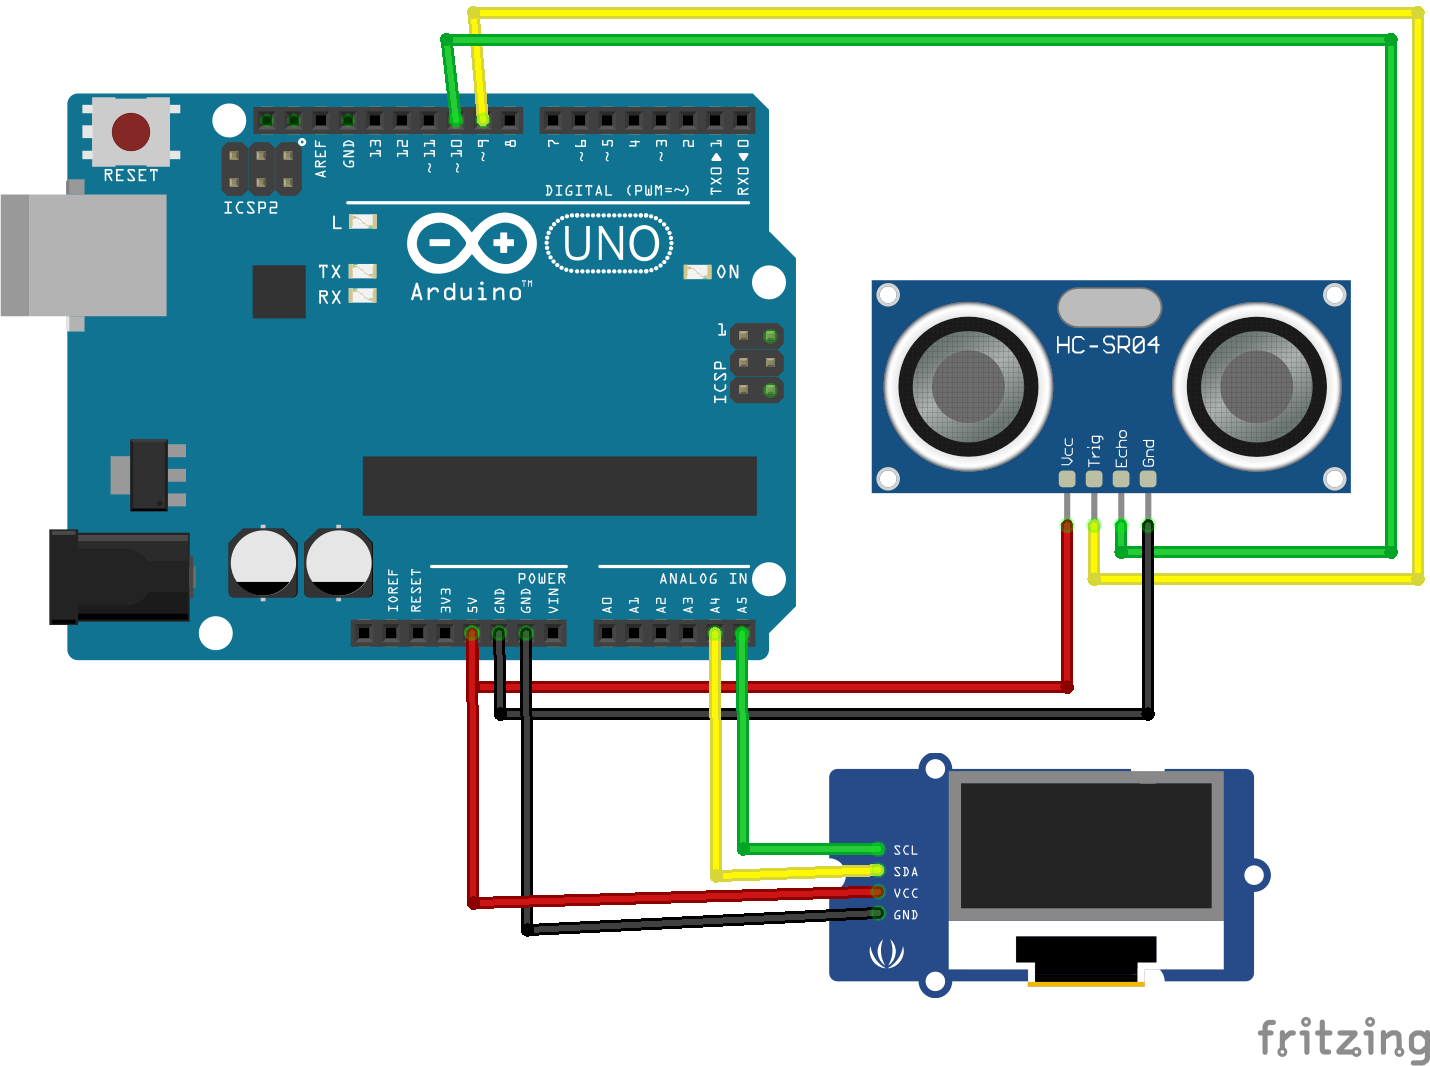 RESET
ICSP2
AREF
GND
13
12
~11
~10
~9
8
7
~6
~5
4
~3
2
TX0▶1
RX0◀0
DIGITAL (PWM=~)
L
TX
RX
UNO
Arduino™
ON
1
ICSP
HC-SR04
Vcc
Trig
Echo
Gnd
POWER
ANALOG IN
IOREF
RESET
3V3
5V
GND
GND
VIN
A0
A1
A2
A3
A4
A5
SCL
SDA
VCC
GND
fritzing